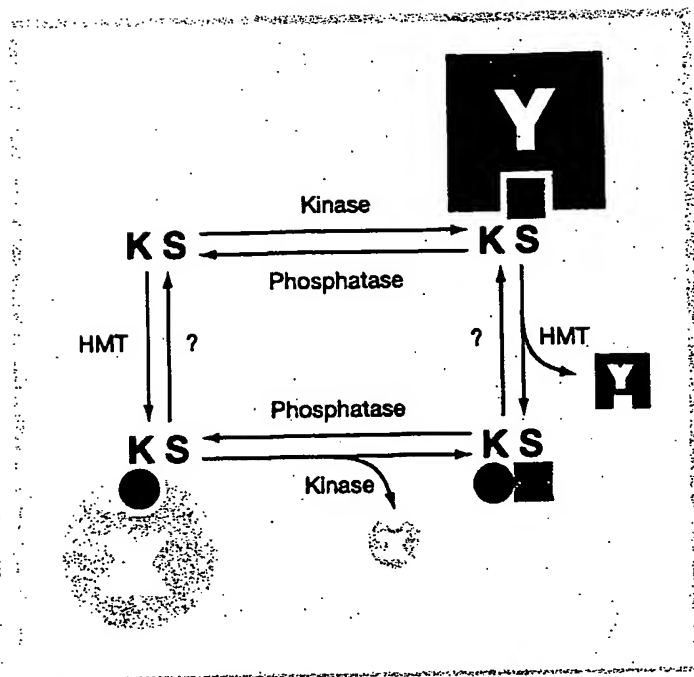 Y
Kinase
K S
K S
Phosphatase
HMT
?
?
HMT
Y
Phosphatase
K S
K S
Kinase